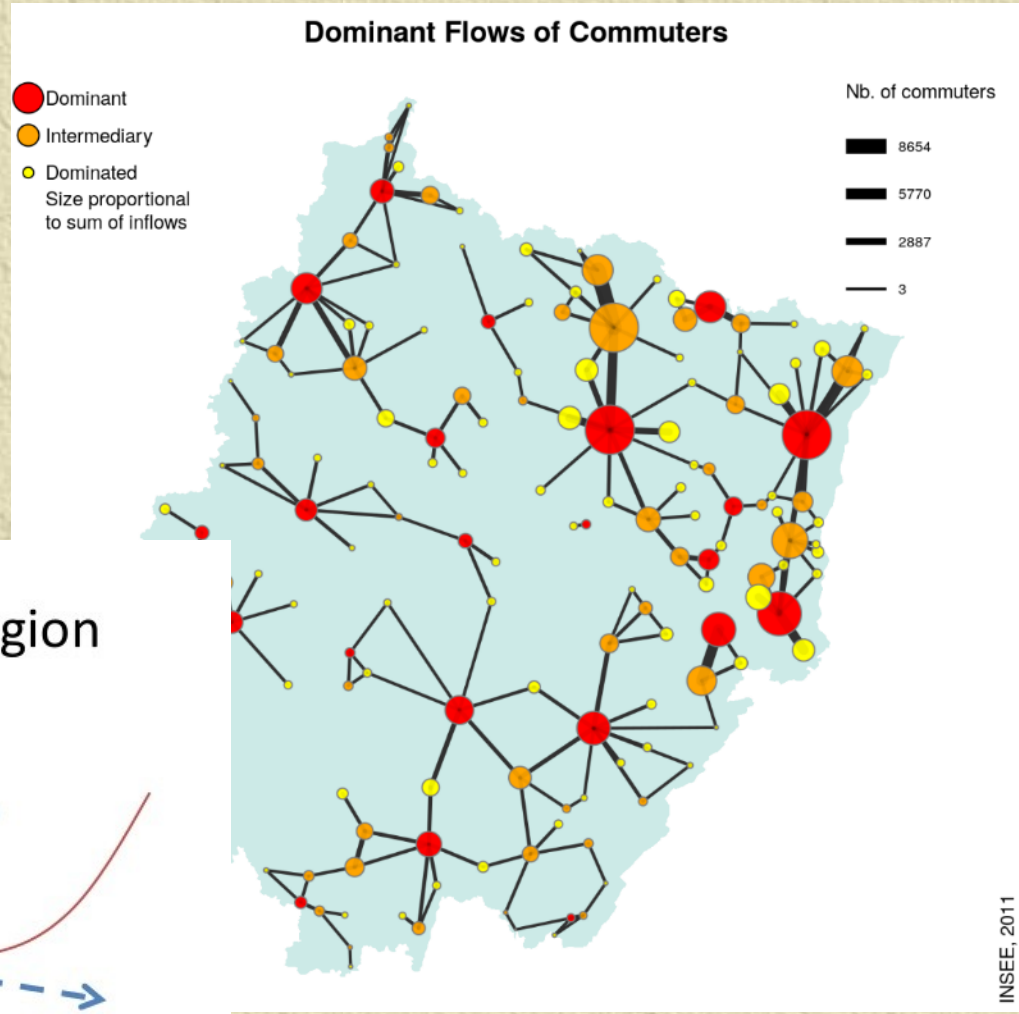 Dominant Flows of Commuters
Dominant
Intermediary
Dominated
Size proportional
to sum of inflows
Nb. of commuters
8654
5770
2887
3
gion
INSEE, 2011